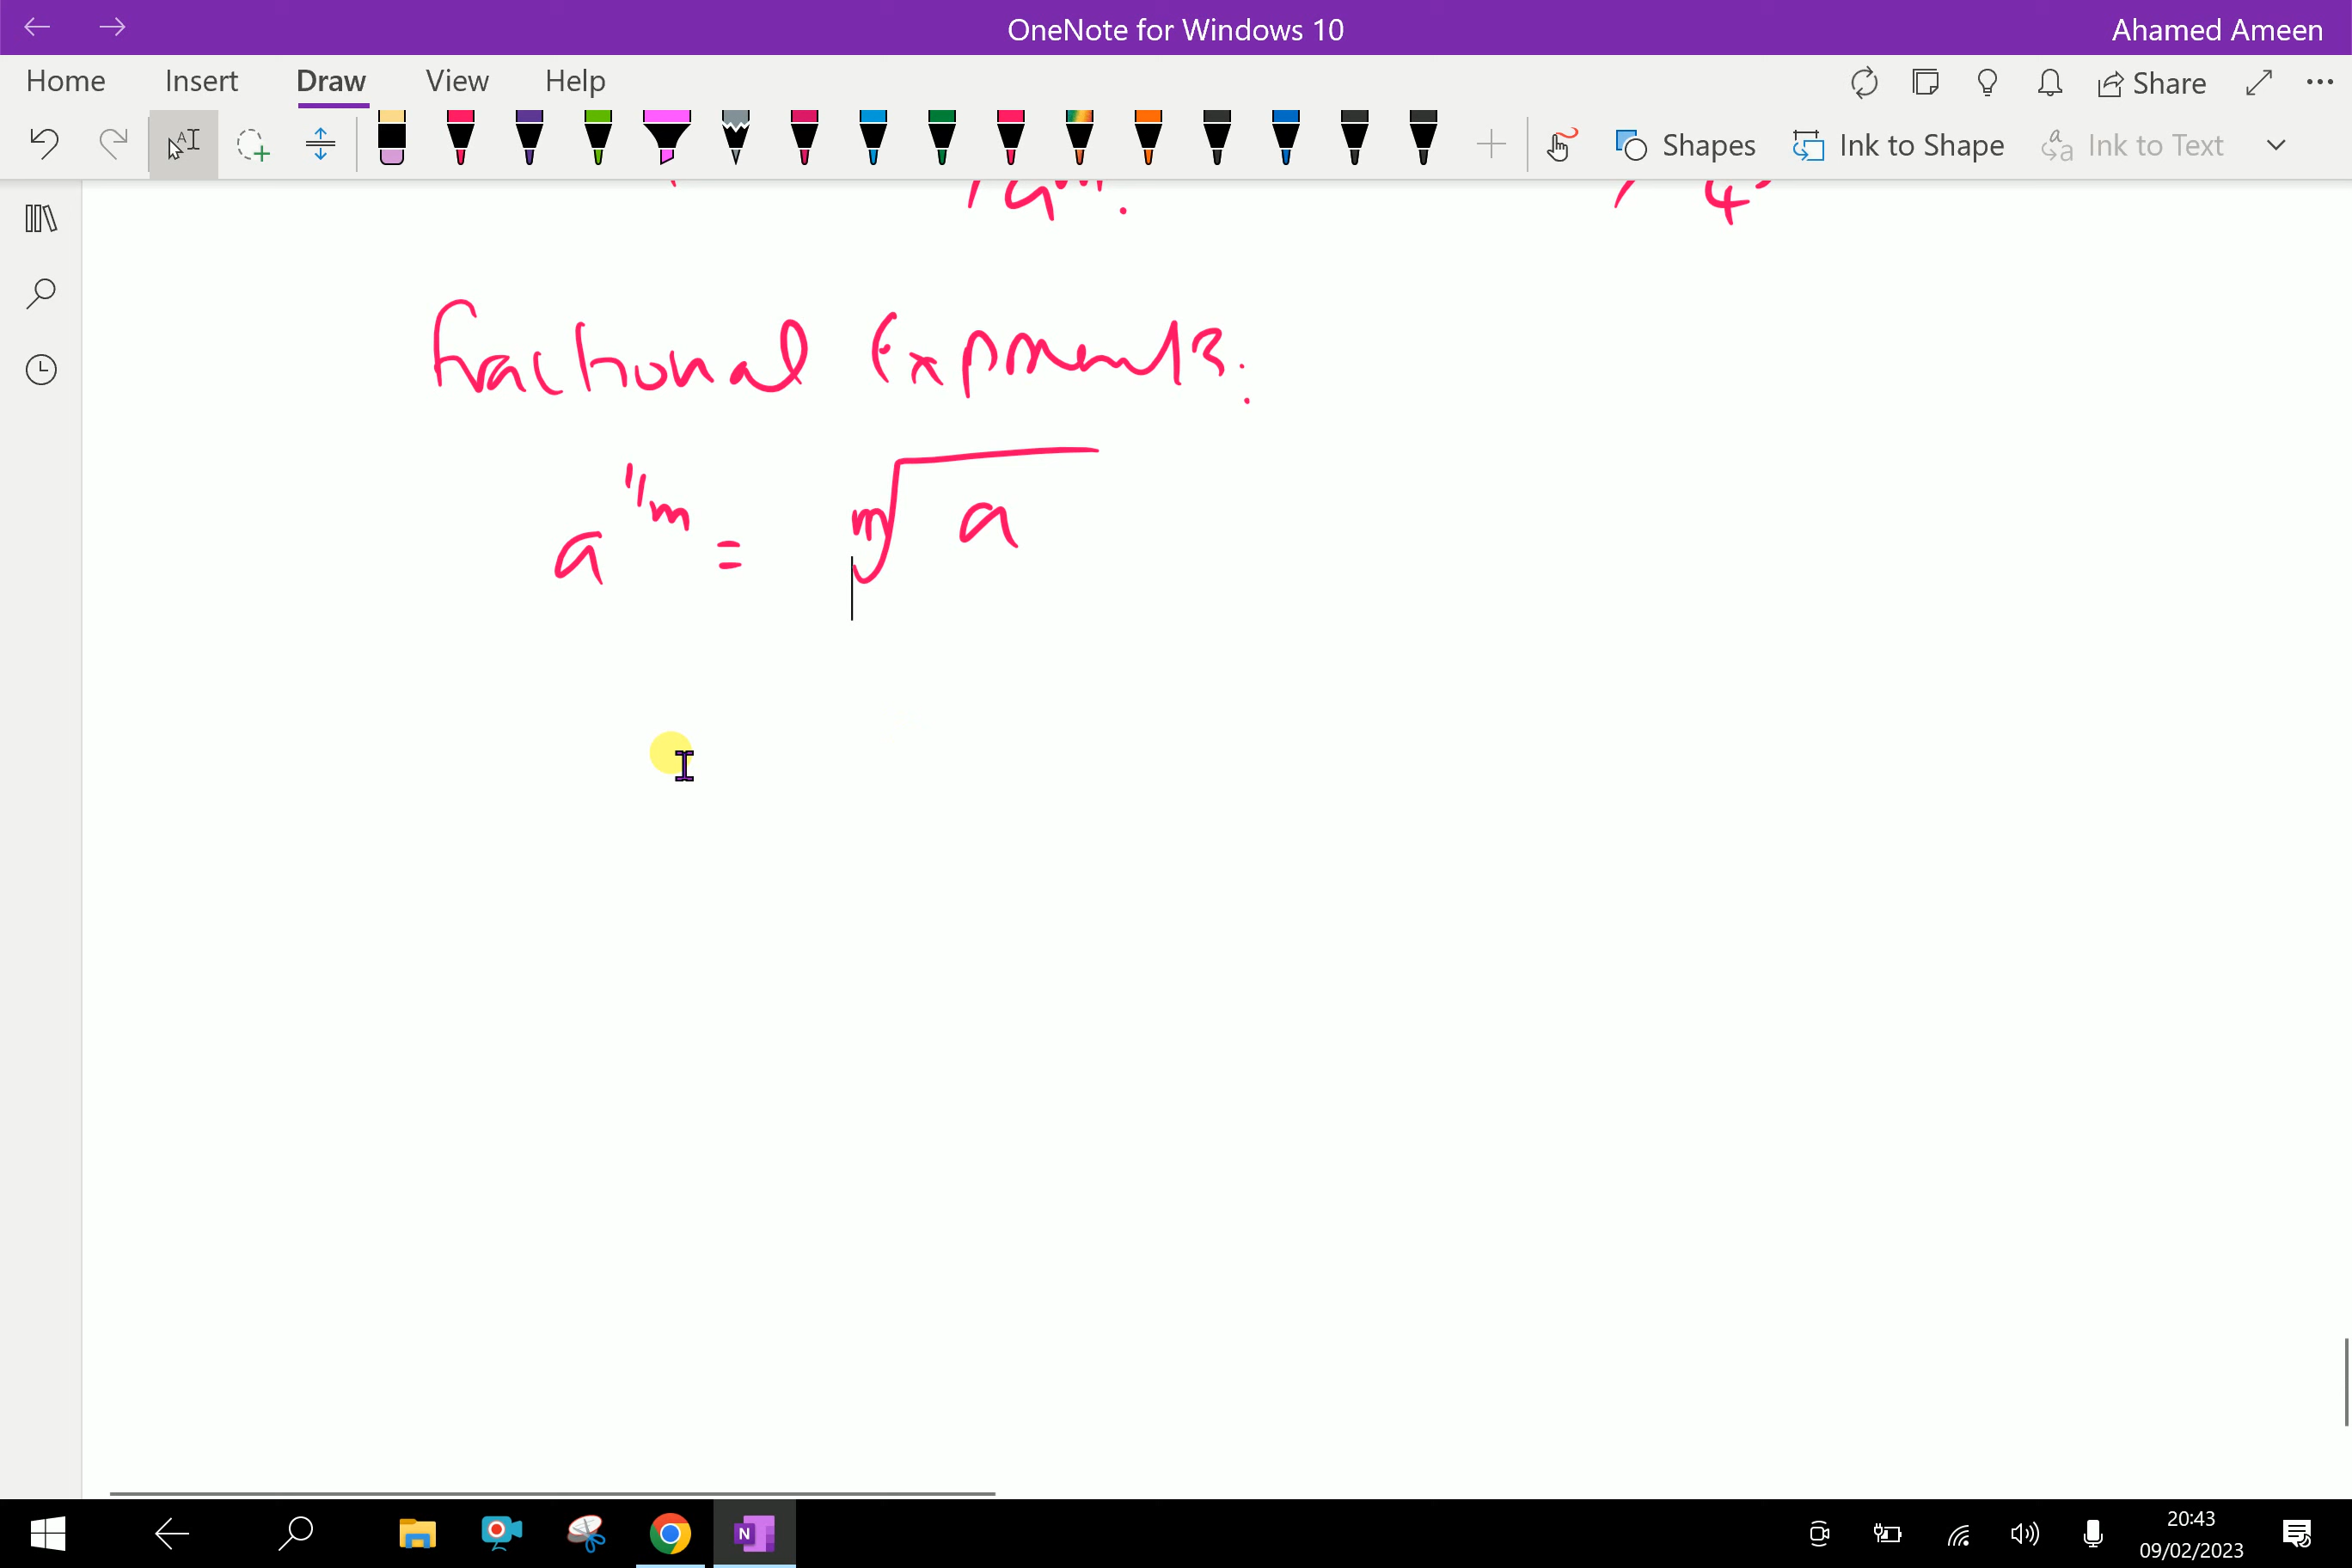 OneNote for Windows 10
Ahamed Ameen
Home Insert Draw View Help
Share
Shapes Ink to Shape Ink to Text
Fractional Exponents:
a^{1/m} = \sqrt[m]{a}
20:43
09/02/2023